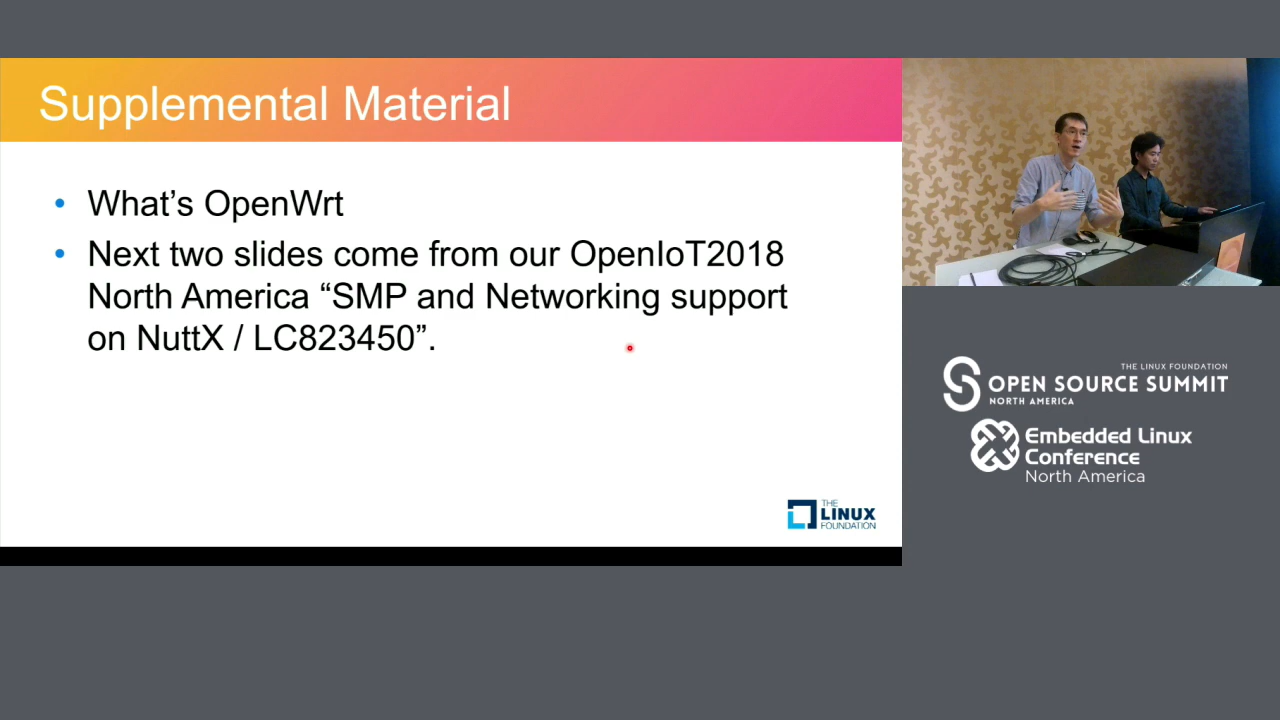 Supplemental Material
• What’s OpenWrt
• Next two slides come from our OpenIoT2018
North America “SMP and Networking support
on NuttX / LC823450”.
THE
LINUX
FOUNDATION
THE LINUX FOUNDATION
OPEN SOURCE SUMMIT
NORTH AMERICA
Embedded Linux
Conference
North America